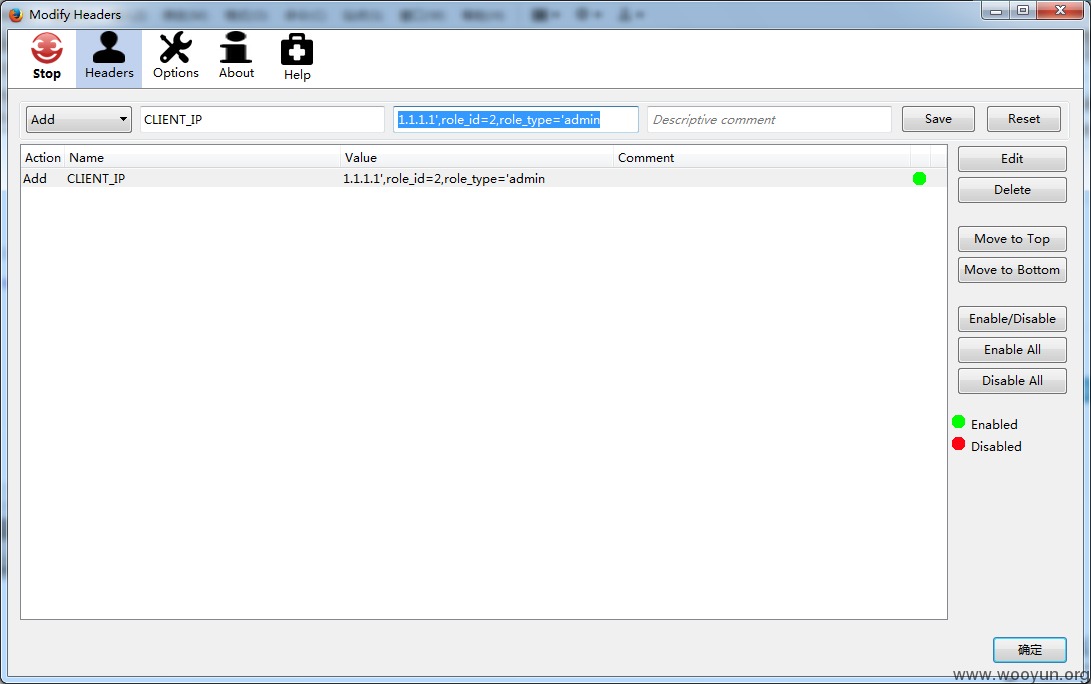 Modify Headers
Stop Headers Options About Help
Add CLIENT_IP 1.1.1.1',role_id=2,role_type='admin Descriptive comment Save Reset
Action Name Value Comment
Add CLIENT_IP 1.1.1.1',role_id=2,role_type='admin
Edit
Delete
Move to Top
Move to Bottom
Enable/Disable
Enable All
Disable All
Enabled
Disabled
确定
www.wooyun.org